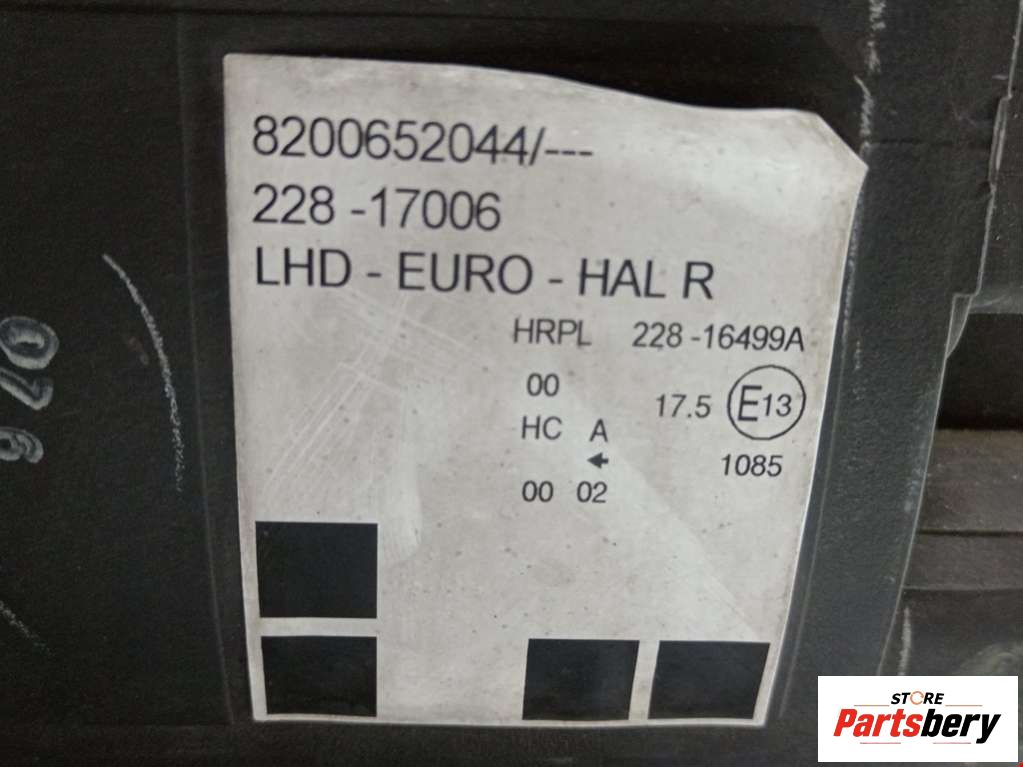 8200652044/---
228 -17006
LHD - EURO - HAL R
HRPL 228 -16499A
00
17.5 E13
HC A
1085
00 02
STORE
Partsbery